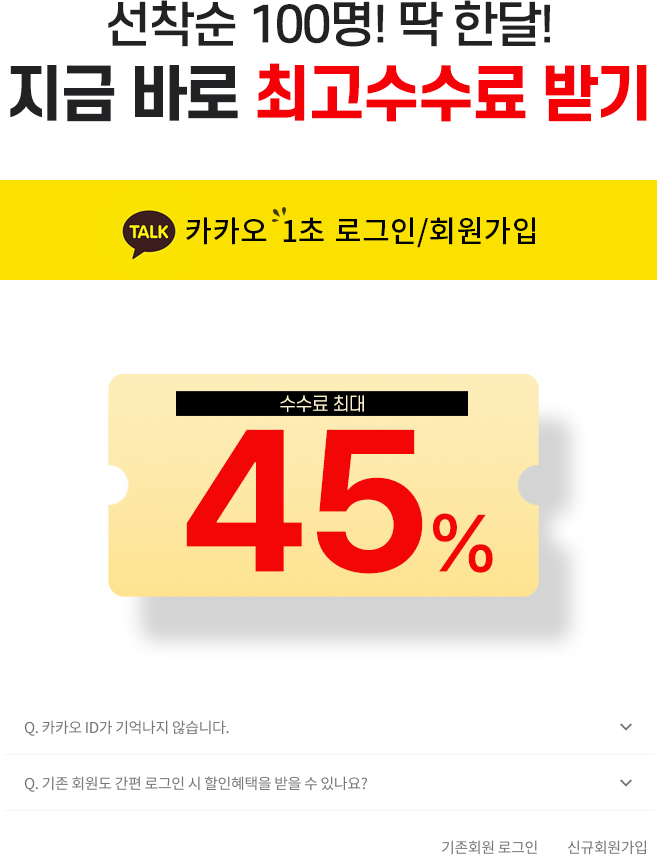 선착순 100명! 딱 한달!
지금 바로 최고수수료 받기
TALK 카카오 1초 로그인/회원가입
수수료 최대
45%
Q. 카카오 ID가 기억나지 않습니다.
Q. 기존 회원도 간편 로그인 시 할인혜택을 받을 수 있나요?
기존회원 로그인 신규회원가입